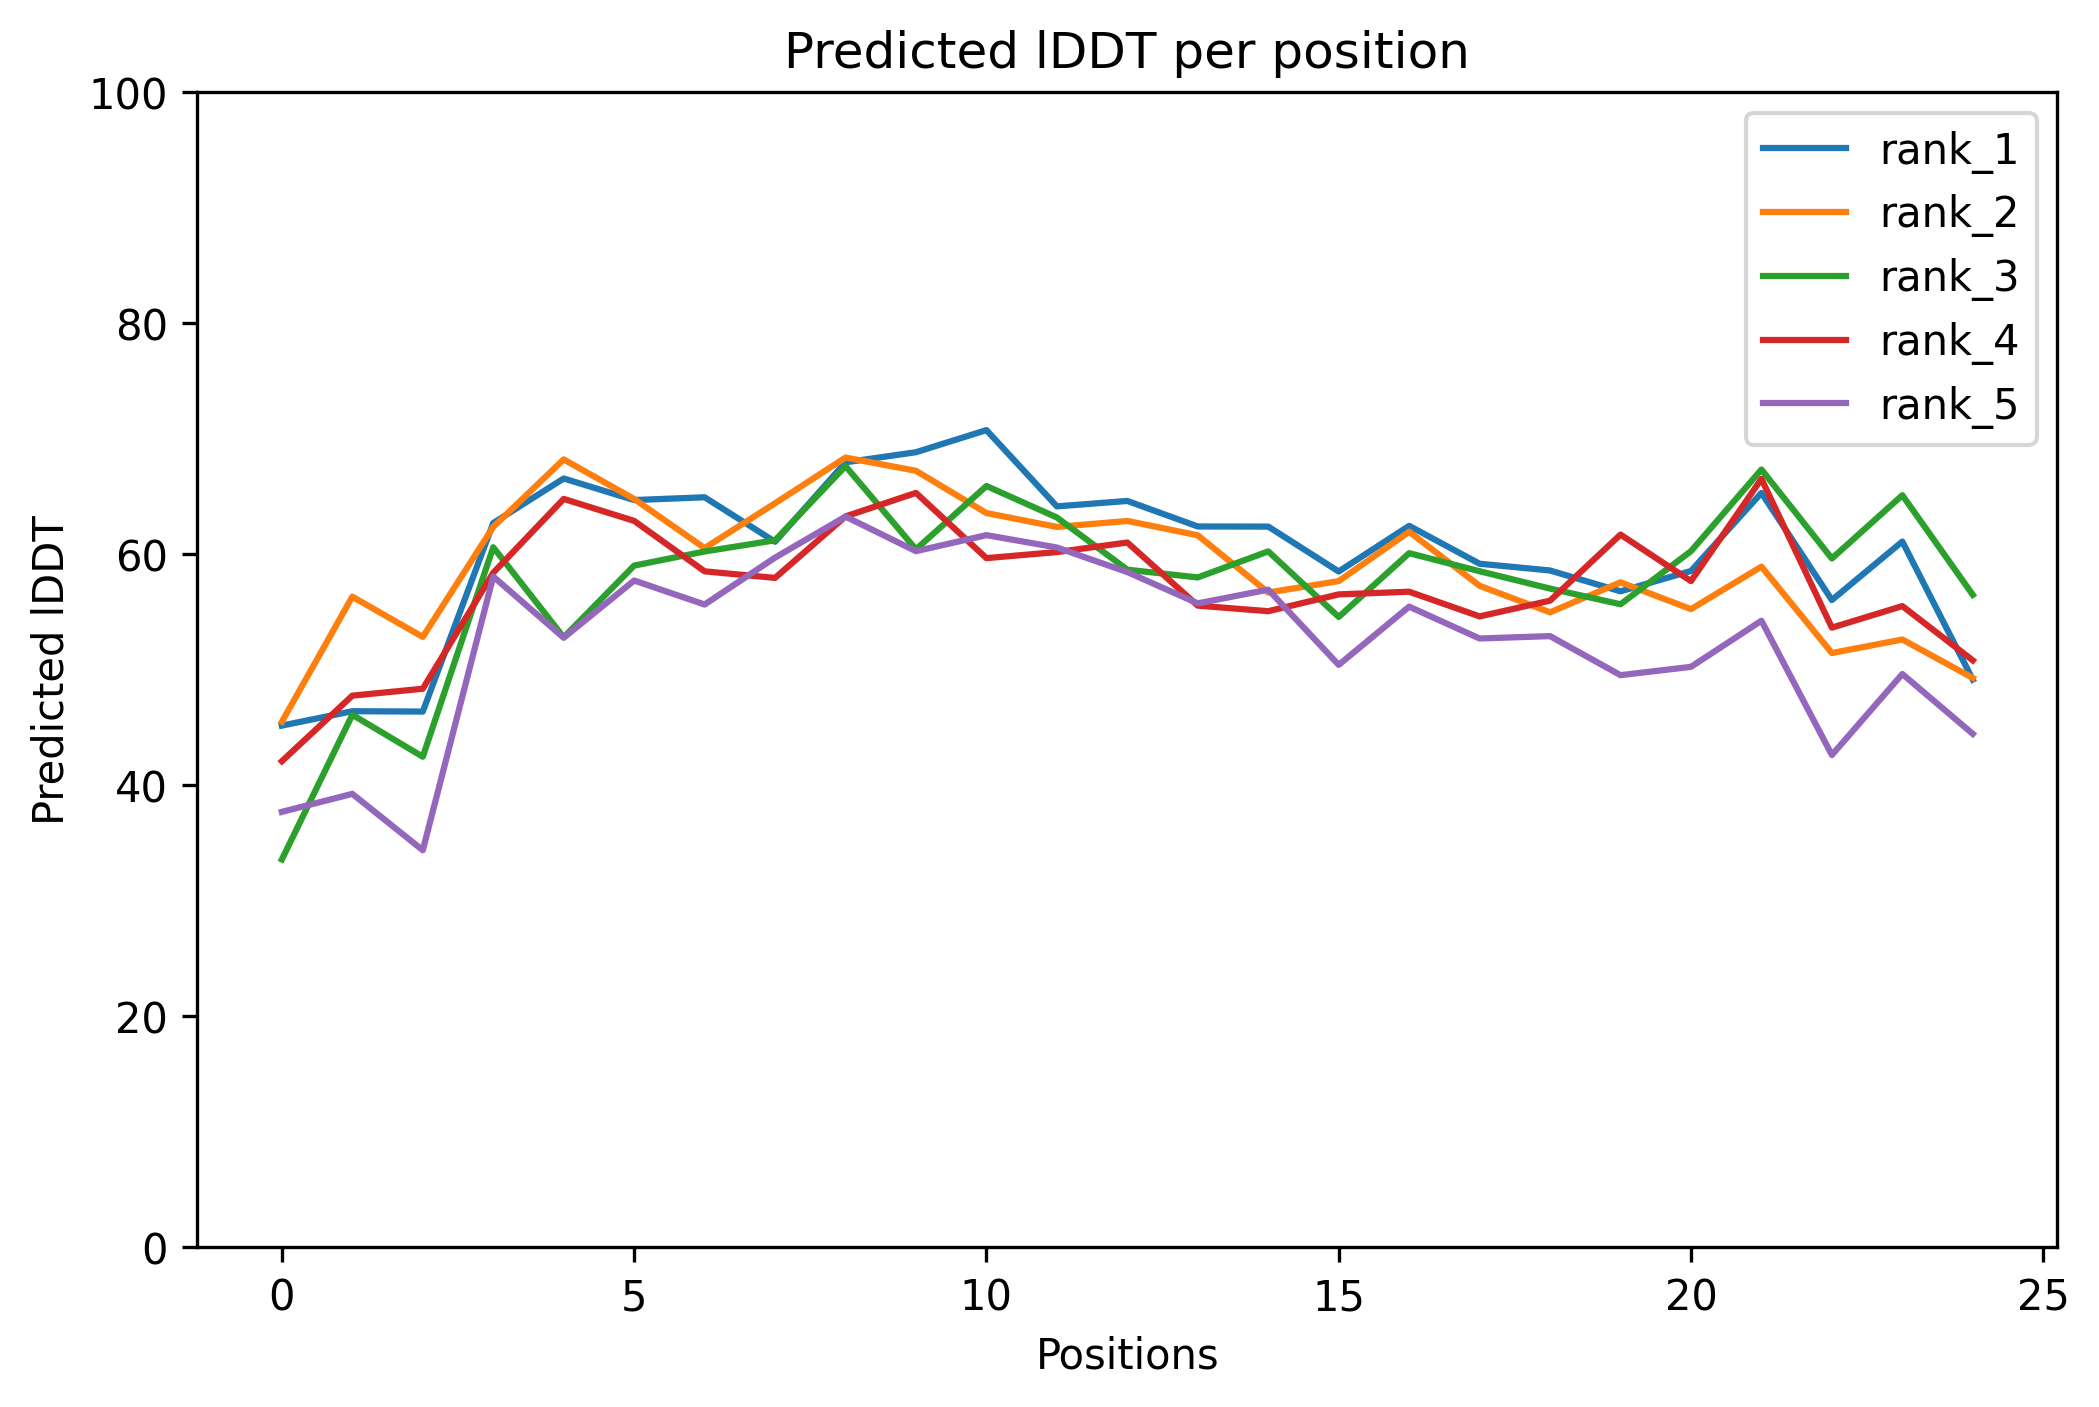 Predicted lDDT per position
100
80
60
40
20
0
Predicted lDDT
0 5 10 15 20 25
Positions
rank_1
rank_2
rank_3
rank_4
rank_5